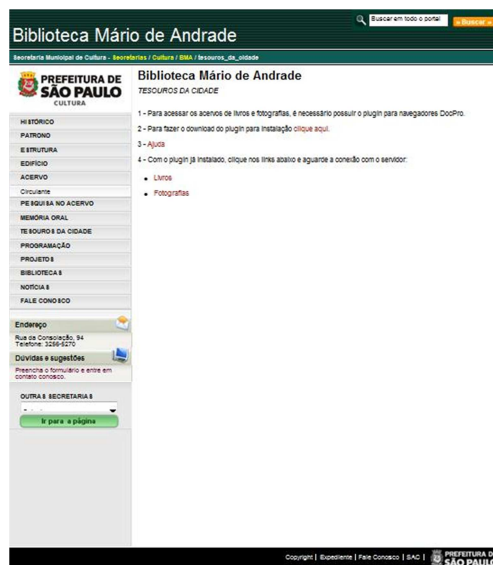 Buscar em todo o portal
» Buscar »
Biblioteca Mário de Andrade
Secretaria Municipal de Cultura - Secretarias / Cultura / BMA / tesouros_da_cidade
PREFEITURA DE
SÃO PAULO
CULTURA
HISTÓRICO
PATRONO
ESTRUTURA
EDIFÍCIO
ACERVO
Circulante
PESQUISA NO ACERVO
MEMÓRIA ORAL
TESOUROS DA CIDADE
PROGRAMAÇÃO
PROJETOS
BIBLIOTECAS
NOTÍCIAS
FALE CONOSCO
Endereço
Rua da Consolação, 94
Telefone: 3256-5270
Dúvidas e sugestões
Preencha o formulário e entre em
contato conosco.
OUTRAS SECRETARIAS
Ir para a página
Biblioteca Mário de Andrade
TESOUROS DA CIDADE
1 - Para acessar os acervos de livros e fotografias, é necessário possuir o plugin para navegadores DocPro.
2 - Para fazer o download do plugin para instalação clique aqui.
3 - Ajuda
4 - Com o plugin já instalado, clique nos links abaixo e aguarde a conexão com o servidor:
• Livros
• Fotografias
Copyright | Expediente | Fale Conosco | SAC |
PREFEITURA D
SÃO PAULO